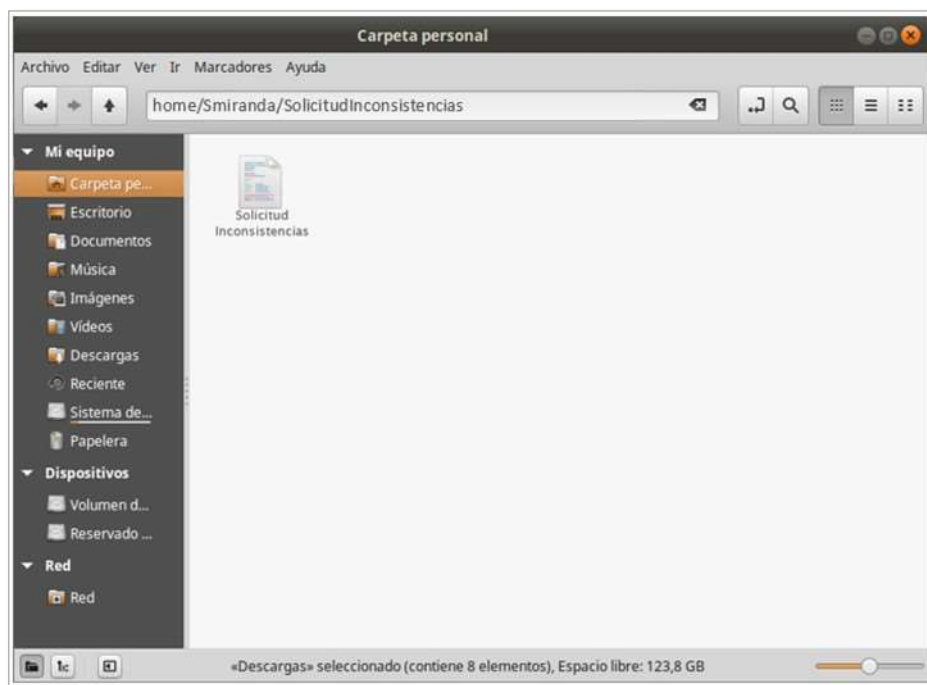 Carpeta personal
Archivo Editar Ver Ir Marcadores Ayuda
home/Smiranda/SolicitudInconsistencias
Mi equipo
Carpeta pe...
Escritorio
Documentos
Música
Imágenes
Vídeos
Descargas
Reciente
Sistema de...
Papelera
Dispositivos
Volumen d...
Reservado ...
Red
Red
Solicitud
Inconsistencias
«Descargas» seleccionado (contiene 8 elementos), Espacio libre: 123,8 GB